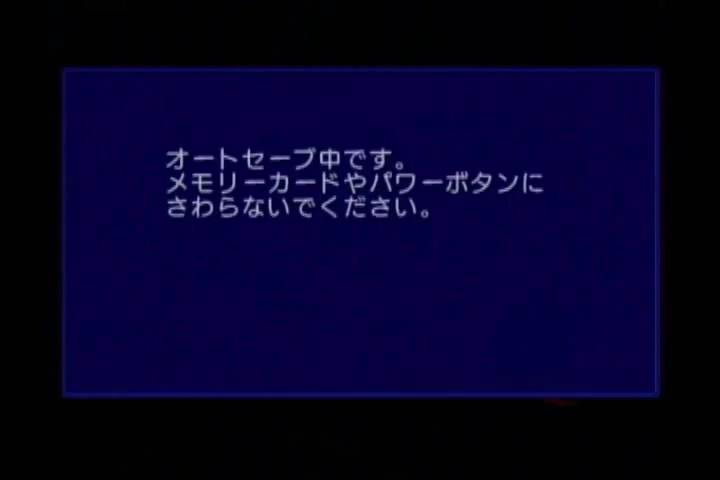 オートセーブ中です。
メモリーカードやパワーボタンに
さわらないでください。